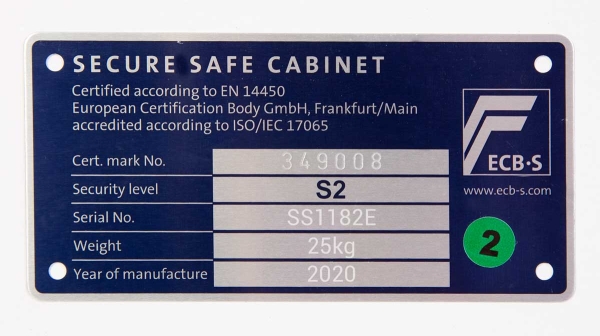 SECURE SAFE CABINET
Certified according to EN 14450
European Certification Body GmbH, Frankfurt/Main
accredited according to ISO/IEC 17065
ECB·S
www.ecb-s.com
Cert. mark No. 349008
Security level S2
Serial No. SS1182E
Weight 25kg
Year of manufacture 2020
2